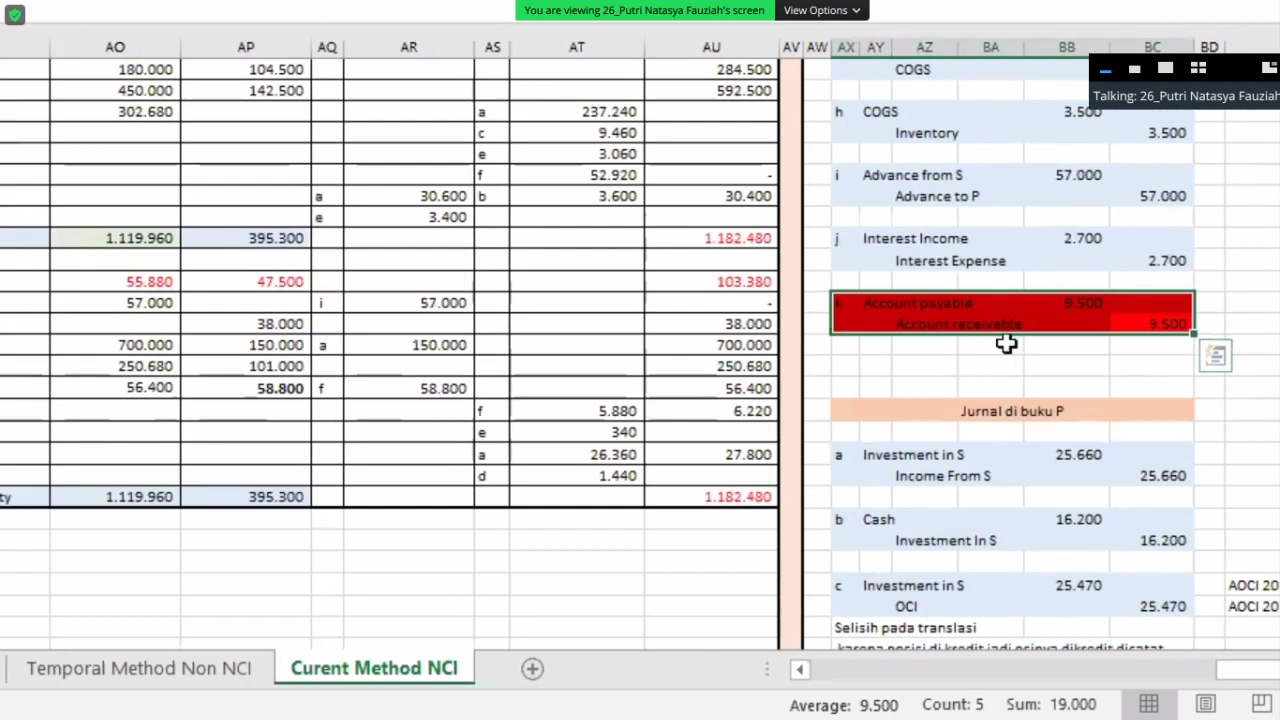 You are viewing 26_Putri Natasya Fauziah's screen View Options
AO AP AQ AR AS AT AU AV AW AX AY AZ BA BB BC BD
Talking: 26_Putri Natasya Fauziah
180.000 104.500 284.500
450.000 142.500 592.500
302.680 a 237.240
c 9.460
e 3.060
f 52.920 -
a 30.600 b 3.600 30.400
e 3.400
1.119.960 395.300 1.182.480
55.880 47.500 103.380
57.000 i 57.000 -
38.000 38.000
700.000 150.000 a 150.000 700.000
250.680 101.000 250.680
56.400 58.800 f 58.800 56.400
f 5.880 6.220
e 340
a 26.360 27.800
d 1.440
ty 1.119.960 395.300 1.182.480
COGS
h COGS 3.500
Inventory 3.500
i Advance from S 57.000
Advance to P 57.000
j Interest Income 2.700
Interest Expense 2.700
k Account payable 9.500
Account receivable 9.500
Jurnal di buku P
a Investment in S 25.660
Income From S 25.660
b Cash 16.200
Investment In S 16.200
c Investment in S 25.470 AOCI 20
OCI 25.470 AOCI 20
Selisih pada translasi
karena posisi di kredit jadi ocinya dikredit dicatat
Temporal Method Non NCI Curent Method NCI
Average: 9.500 Count: 5 Sum: 19.000